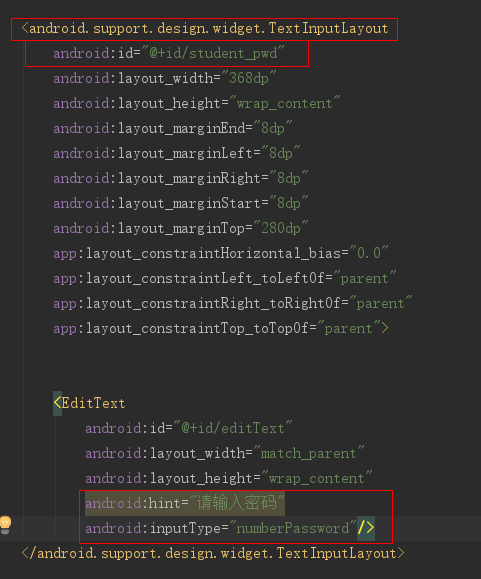 <android.support.design.widget.TextInputLayout
android:id="@+id/student_pwd"
android:layout_width="368dp"
android:layout_height="wrap_content"
android:layout_marginEnd="8dp"
android:layout_marginLeft="8dp"
android:layout_marginRight="8dp"
android:layout_marginStart="8dp"
android:layout_marginTop="280dp"
app:layout_constraintHorizontal_bias="0.0"
app:layout_constraintLeft_toLeftOf="parent"
app:layout_constraintRight_toRightOf="parent"
app:layout_constraintTop_toTopOf="parent">
<EditText
android:id="@+id/editText"
android:layout_width="match_parent"
android:layout_height="wrap_content"
android:hint="请输入密码"
android:inputType="numberPassword"/>
</android.support.design.widget.TextInputLayout>